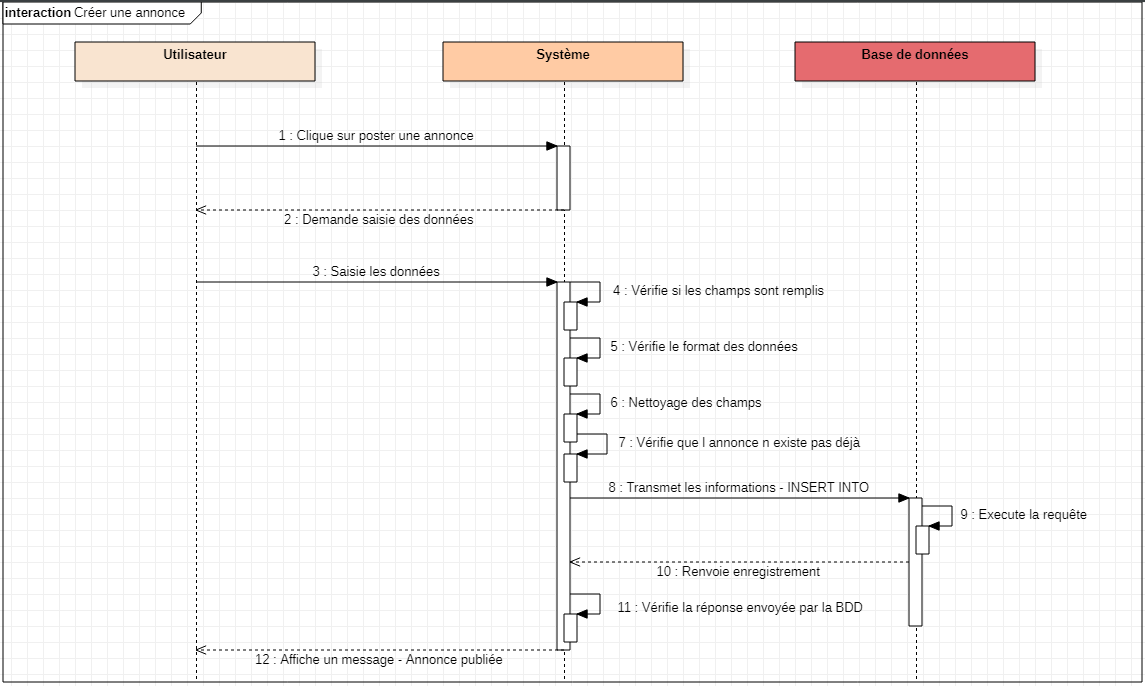 interaction Créer une annonce
Utilisateur
Système
Base de données
1 : Clique sur poster une annonce
2 : Demande saisie des données
3 : Saisie les données
4 : Vérifie si les champs sont remplis
5 : Vérifie le format des données
6 : Nettoyage des champs
7 : Vérifie que l annonce n existe pas déjà
8 : Transmet les informations - INSERT INTO
9 : Execute la requête
10 : Renvoie enregistrement
11 : Vérifie la réponse envoyée par la BDD
12 : Affiche un message - Annonce publiée